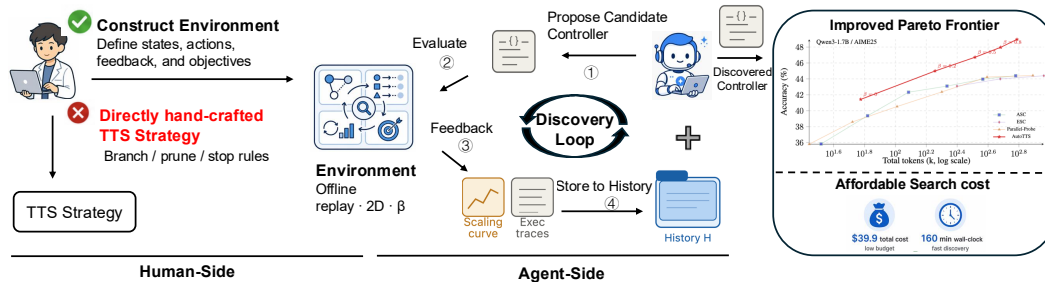 Construct Environment
Define states, actions,
feedback, and objectives
Directly hand-crafted
TTS Strategy
Branch / prune / stop rules
TTS Strategy
Human-Side
Evaluate
②
Propose Candidate
Controller
①
Discovered
Controller
Discovery
Loop
Feedback
③
Environment
Offline
replay · 2D · β
Scaling
curve
Exec
traces
Store to History
④
History H
Agent-Side
Improved Pareto Frontier
Qwen3-1.7B / AIME25
Accuracy (%)
48
46
44
42
40
38
36
ASC
ESC
Parallel-Probe
AutoTTS
10^1.6
10^1.8
10^2
10^2.2
10^2.4
10^2.6
10^2.8
Total tokens (k, log scale)
Affordable Search cost
$39.9 total cost
low budget
160 min wall-clock
fast discovery